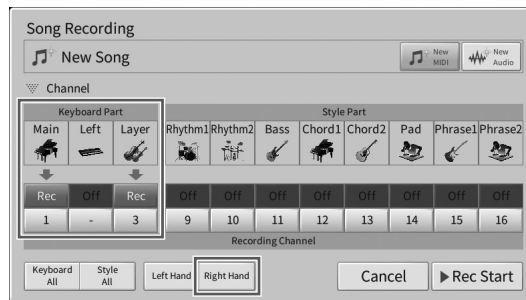 Song Recording
New Song
New MIDI
New Audio
Channel
Keyboard Part Style Part
Main Left Layer Rhythm1 Rhythm2 Bass Chord1 Chord2 Pad Phrase1 Phrase2
Rec Off Rec Off Off Off Off Off Off Off Off
1 - 3 9 10 11 12 13 14 15 16
Recording Channel
Keyboard All
Style All
Left Hand
Right Hand
Cancel
Rec Start